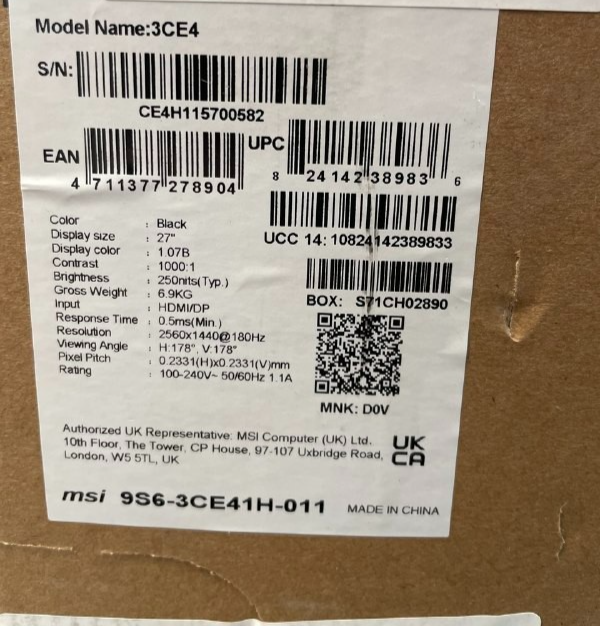 Model Name:3CE4
S/N:
CE4H115700582
EAN
4 711377 278904
UPC
8 24142 38983 6
UCC 14: 10824142389833
BOX: S71CH02890
MNK: D0V
Color : Black
Display size : 27"
Display color : 1.07B
Contrast : 1000:1
Brightness : 250nits(Typ.)
Gross Weight : 6.9KG
Input : HDMI/DP
Response Time : 0.5ms(Min.)
Resolution : 2560x1440@180Hz
Viewing Angle : H:178°, V:178°
Pixel Pitch : 0.2331(H)x0.2331(V)mm
Rating : 100-240V~ 50/60Hz 1.1A
Authorized UK Representative: MSI Computer (UK) Ltd.
10th Floor, The Tower, CP House, 97-107 Uxbridge Road,
London, W5 5TL, UK
UK
CA
msi 9S6-3CE41H-011 MADE IN CHINA